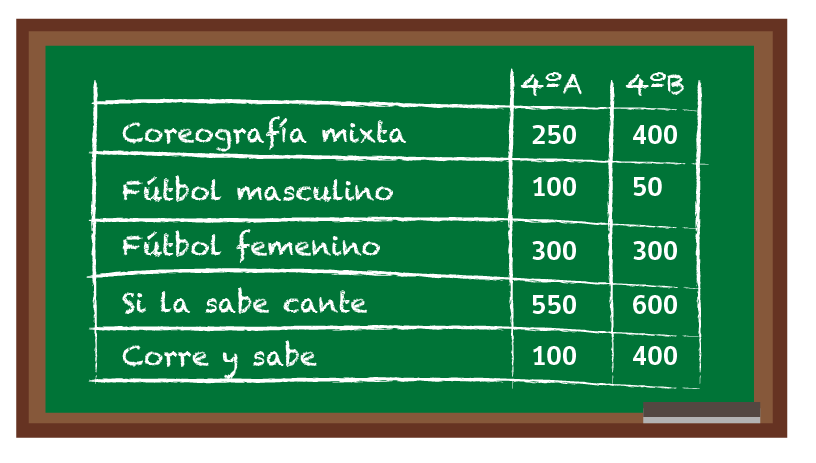 4ºA 4ºB
Coreografía mixta 250 400
Fútbol masculino 100 50
Fútbol femenino 300 300
Si la sabe cante 550 600
Corre y sabe 100 400